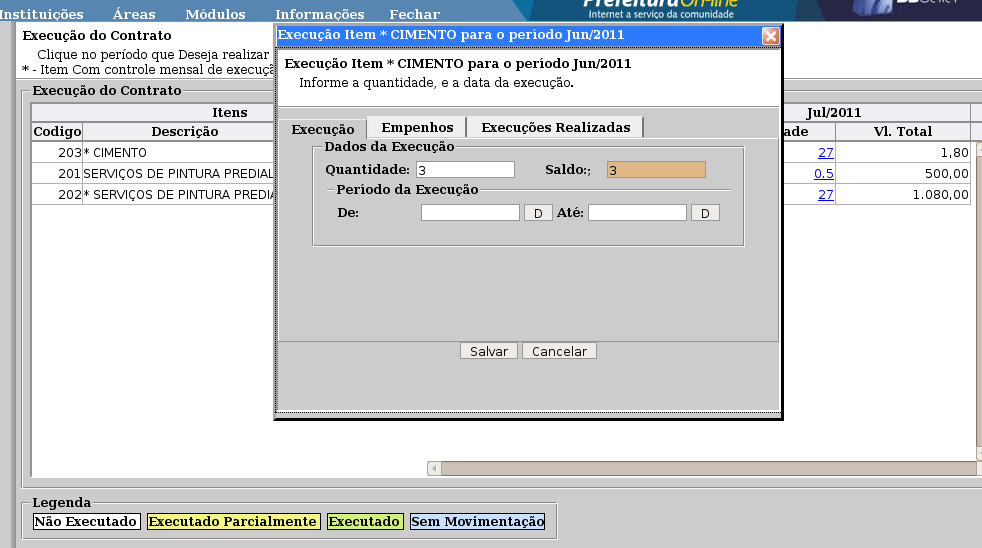 Instituições Áreas Módulos Informações Fechar
Internet a serviço da comunidade
Execução do Contrato
Clique no período que Deseja realizar
* - Item Com controle mensal de execuçã
Execução do Contrato
Itens Jul/2011
Codigo Descrição ade Vl. Total
203 * CIMENTO 27 1,80
201 SERVIÇOS DE PINTURA PREDIAL 0.5 500,00
202 * SERVIÇOS DE PINTURA PREDIA 27 1.080,00
Execução Item * CIMENTO para o período Jun/2011
Execução Item * CIMENTO para o período Jun/2011
Informe a quantidade, e a data da execução.
Execução Empenhos Execuções Realizadas
Dados da Execução
Quantidade: 3 Saldo:; 3
Período da Execução
De: D Até: D
Salvar Cancelar
Legenda
Não Executado Executado Parcialmente Executado Sem Movimentação